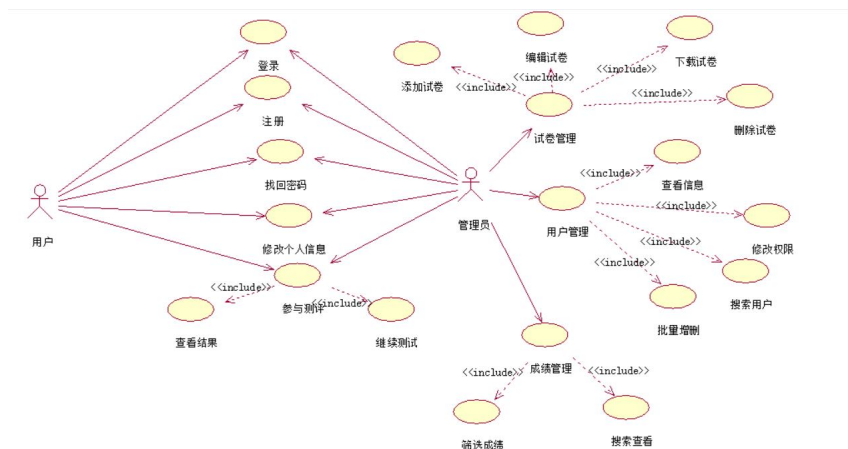 登录
注册
找回密码
修改个人信息
参与测评
<<include>>
<<include>>
查看结果
继续测试
用户
管理员
添加试卷
编辑试卷
下载试卷
删除试卷
<<include>>
<<include>>
<<include>>
<<include>>
试卷管理
查看信息
修改权限
搜索用户
批量增删
<<include>>
<<include>>
<<include>>
<<include>>
用户管理
成绩管理
<<include>>
<<include>>
筛选成绩
搜索查看